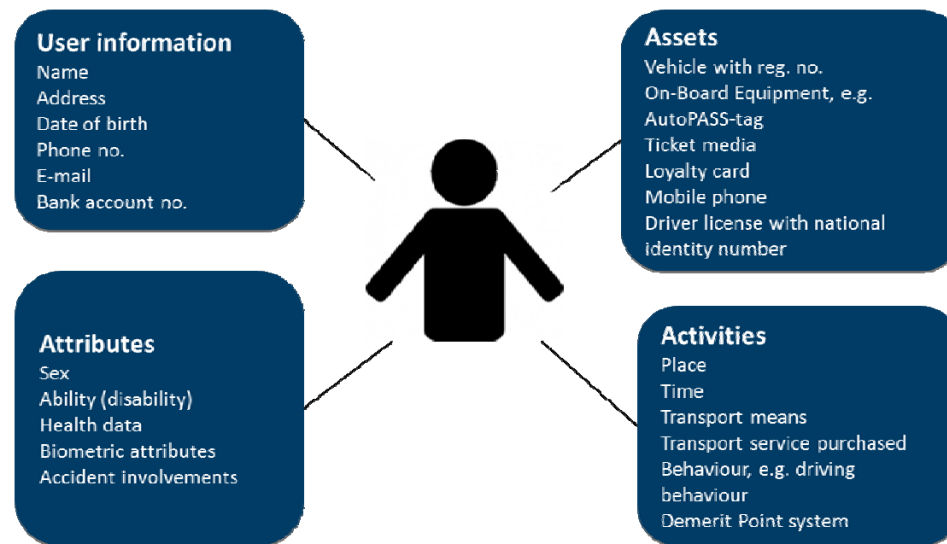 User information
Name
Address
Date of birth
Phone no.
E-mail
Bank account no.
Assets
Vehicle with reg. no.
On-Board Equipment, e.g.
AutoPASS-tag
Ticket media
Loyalty card
Mobile phone
Driver license with national
identity number
Attributes
Sex
Ability (disability)
Health data
Biometric attributes
Accident involvements
Activities
Place
Time
Transport means
Transport service purchased
Behaviour, e.g. driving
behaviour
Demerit Point system